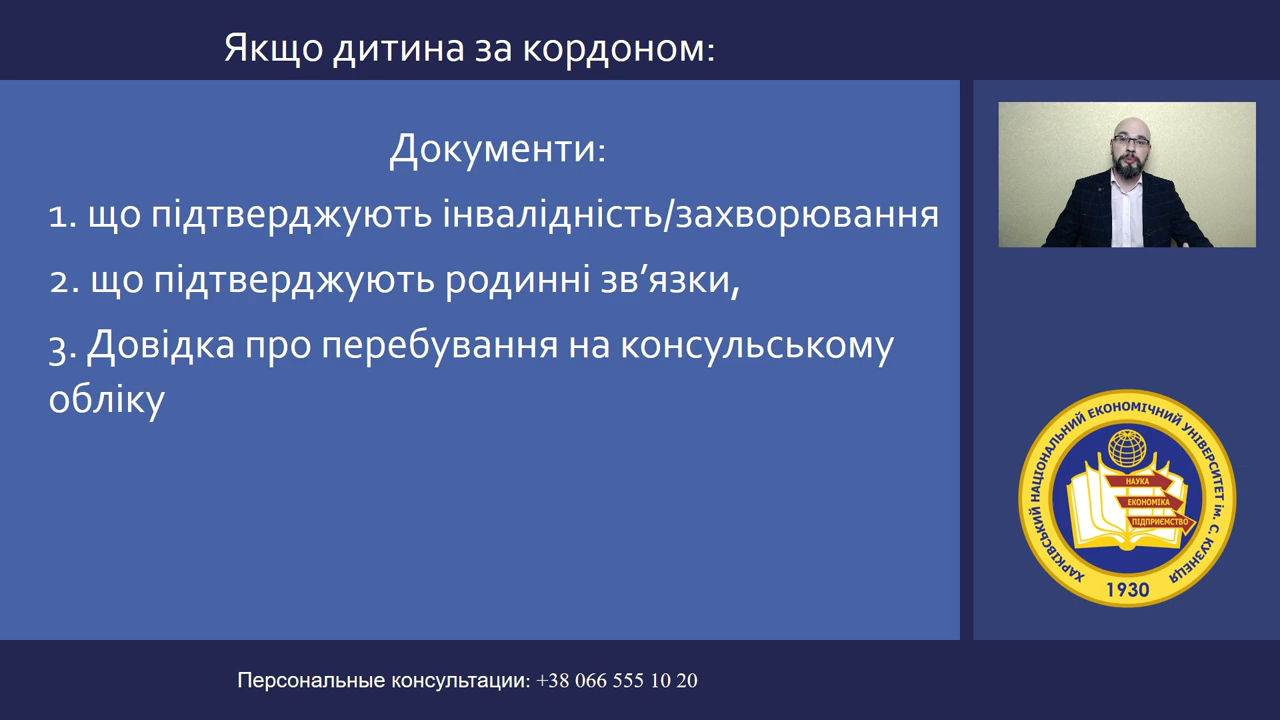 Якщо дитина за кордоном:
Документи:
1. що підтверджують інвалідність/захворювання
2. що підтверджують родинні зв’язки,
3. Довідка про перебування на консульському
обліку
ХАРКІВСЬКИЙ НАЦІОНАЛЬНИЙ ЕКОНОМІЧНИЙ УНІВЕРСИТЕТ ім. С. КУЗНЕЦЯ
НАУКА
ЕКОНОМІКА
ПІДПРИЄМСТВО
1930
Персональные консультации: +38 066 555 10 20